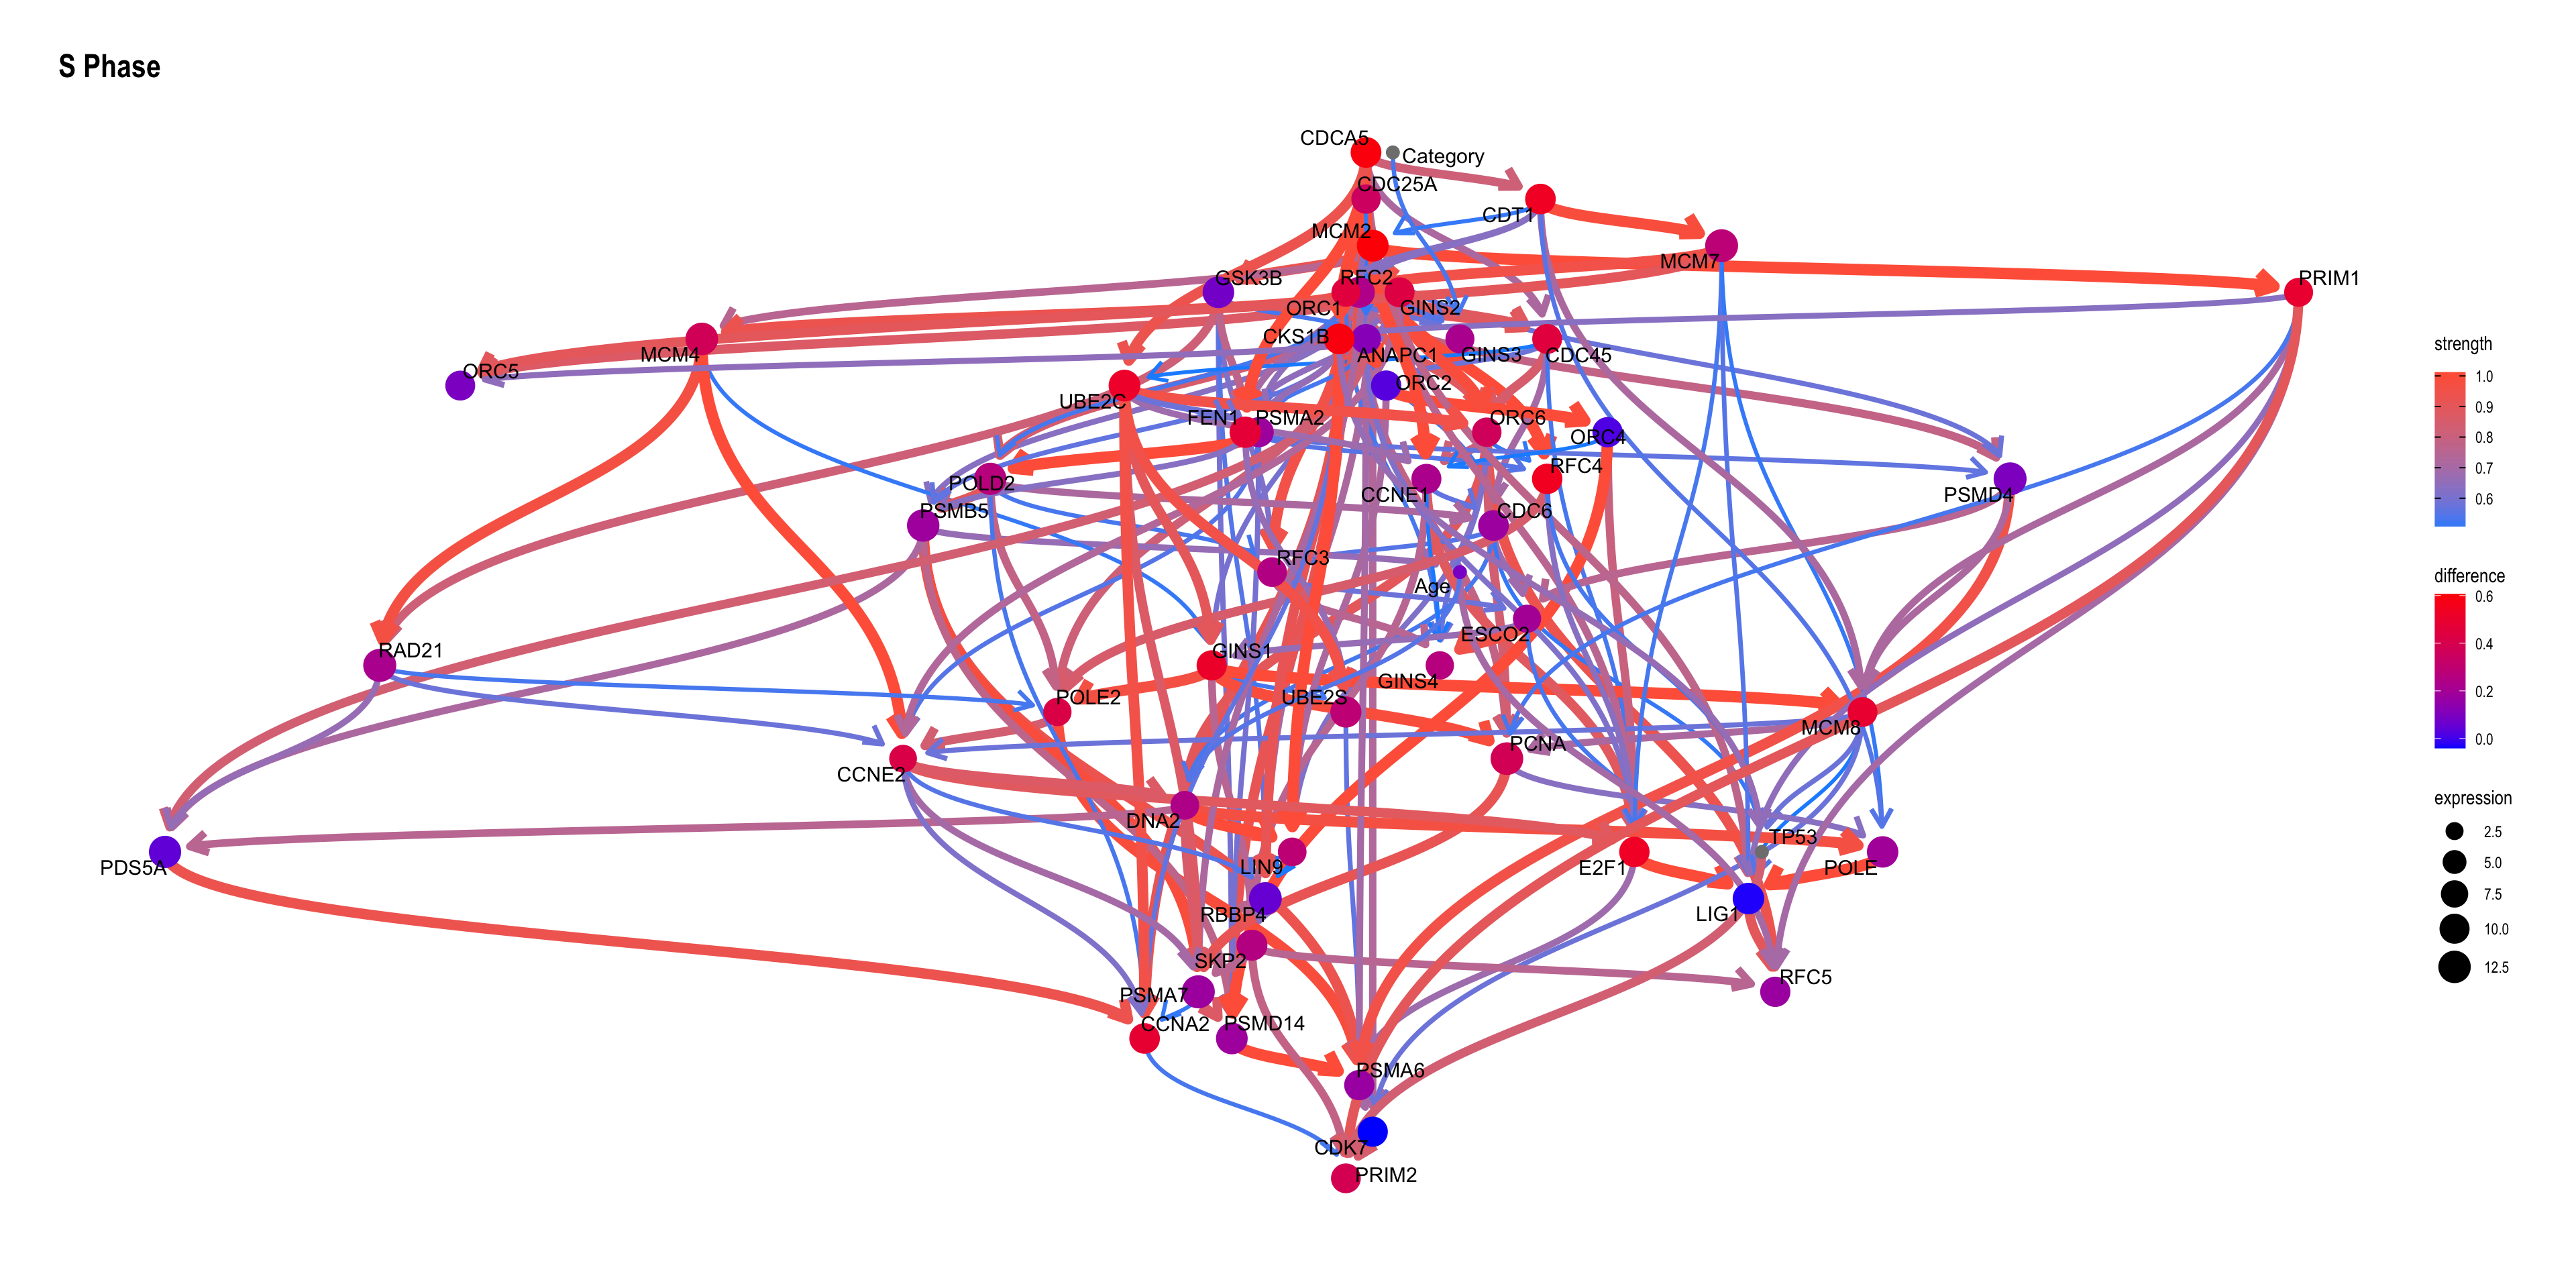 S Phase
CDCA5
Category
CDC25A
CDT1
MCM2
MCM7
GSK3B
RFC2
PRIM1
ORC1
GINS2
CKS1B
MCM4
ANAPC1
GINS3
CDC45
ORC5
ORC2
UBE2C
FEN1
PSMA2
ORC6
ORC4
RFC4
POLD2
CCNE1
PSMD4
PSMB5
CDC6
RFC3
Age
ESCO2
RAD21
GINS1
GINS4
POLE2
UBE2S
MCM8
PCNA
CCNE2
DNA2
TP53
PDS5A
LIN9
E2F1
POLE
RBBP4
LIG1
SKP2
RFC5
PSMA7
CCNA2
PSMD14
PSMA6
CDK7
PRIM2
strength
1.0
0.9
0.8
0.7
0.6
difference
0.6
0.4
0.2
0.0
expression
2.5
5.0
7.5
10.0
12.5